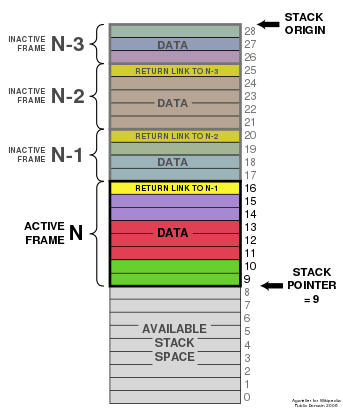 STACK
ORIGIN
28
INACTIVE
FRAME N-3
DATA
27
26
RETURN LINK TO N-3
25
24
INACTIVE
FRAME N-2
DATA
23
22
21
RETURN LINK TO N-2
20
19
INACTIVE
FRAME N-1
DATA
18
17
RETURN LINK TO N-1
16
15
14
ACTIVE
FRAME N
DATA
13
12
11
10
9
STACK
POINTER
= 9
8
7
6
AVAILABLE
STACK
SPACE
5
4
3
2
1
0
Agateller for Wikipedia
Public Domain 2006